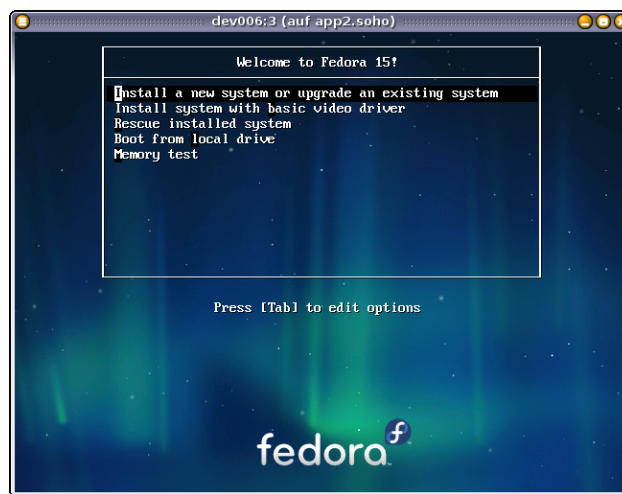 dev006:3 (auf app2.soho)
Welcome to Fedora 15!
Install a new system or upgrade an existing system
Install system with basic video driver
Rescue installed system
Boot from local drive
Memory test
Press [Tab] to edit options
fedora